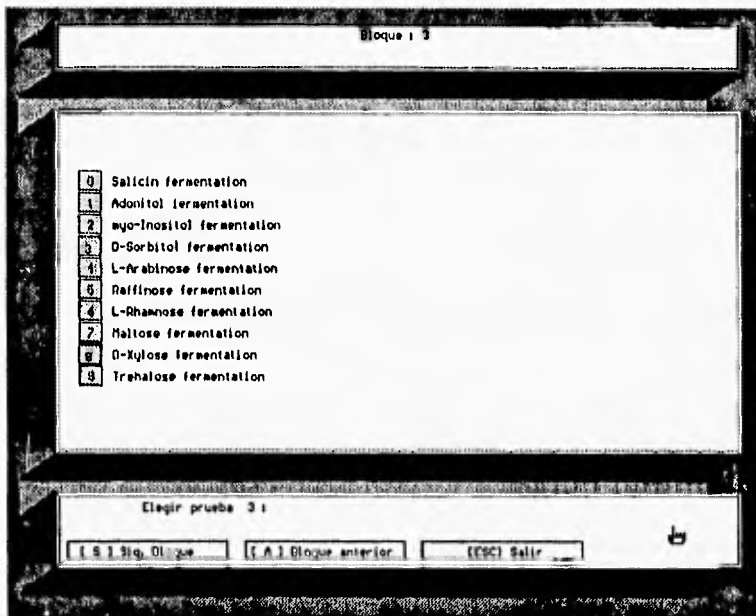 Bloque : 3
0 Salicin fermentation
1 Adonitol fermentation
2 myo-Inositol fermentation
3 D-Sorbitol fermentation
4 L-Arabinose fermentation
5 Raffinose fermentation
6 L-Rhamnose fermentation
7 Maltose fermentation
8 D-Xylose fermentation
9 Trehalose fermentation
Elegir prueba 3 :
[ S ] Sig. Bloque [ A ] Bloque anterior [ESC] Salir